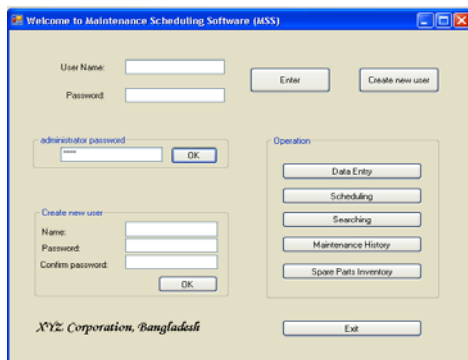 Welcome to Maintenance Scheduling Software (MSS)
User Name:
Password:
Enter
Create new user
administrator password
OK
Operation
Data Entry
Scheduling
Searching
Maintenance History
Spare Parts Inventory
Create new user
Name:
Password:
Confirm password:
OK
XYZ Corporation, Bangladesh
Exit